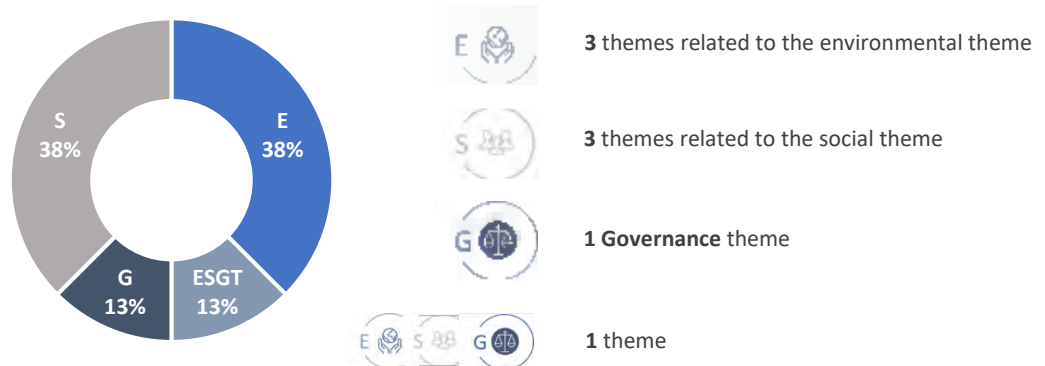 S
38%
E
38%
G
13%
ESGT
13%
E
3 themes related to the environmental theme
S
3 themes related to the social theme
G
1 Governance theme
E S G
1 theme